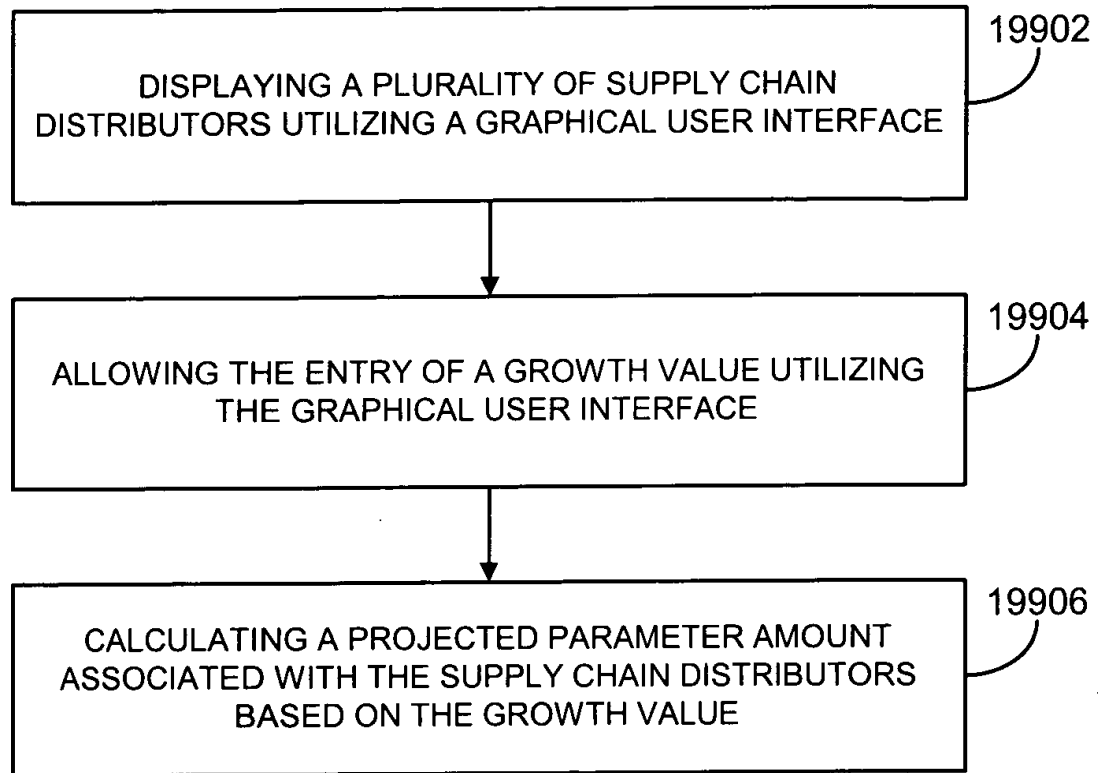 19902
DISPLAYING A PLURALITY OF SUPPLY CHAIN
DISTRIBUTORS UTILIZING A GRAPHICAL USER INTERFACE
19904
ALLOWING THE ENTRY OF A GROWTH VALUE UTILIZING
THE GRAPHICAL USER INTERFACE
19906
CALCULATING A PROJECTED PARAMETER AMOUNT
ASSOCIATED WITH THE SUPPLY CHAIN DISTRIBUTORS
BASED ON THE GROWTH VALUE